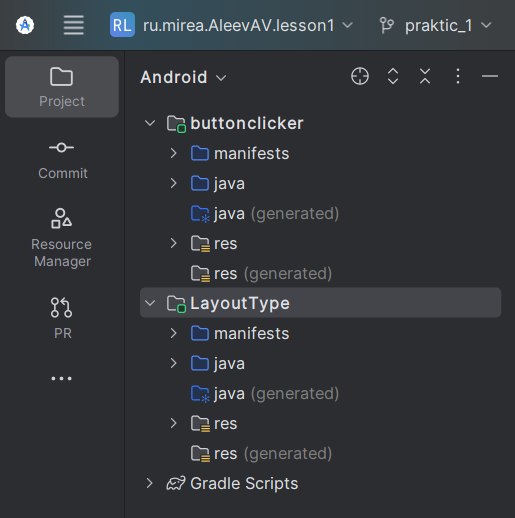 RL ru.mirea.AleevAV.lesson1 praktic_1
Project
Commit
Resource
Manager
PR
Android
buttonclicker
manifests
java
java (generated)
res
res (generated)
LayoutType
manifests
java
java (generated)
res
res (generated)
Gradle Scripts